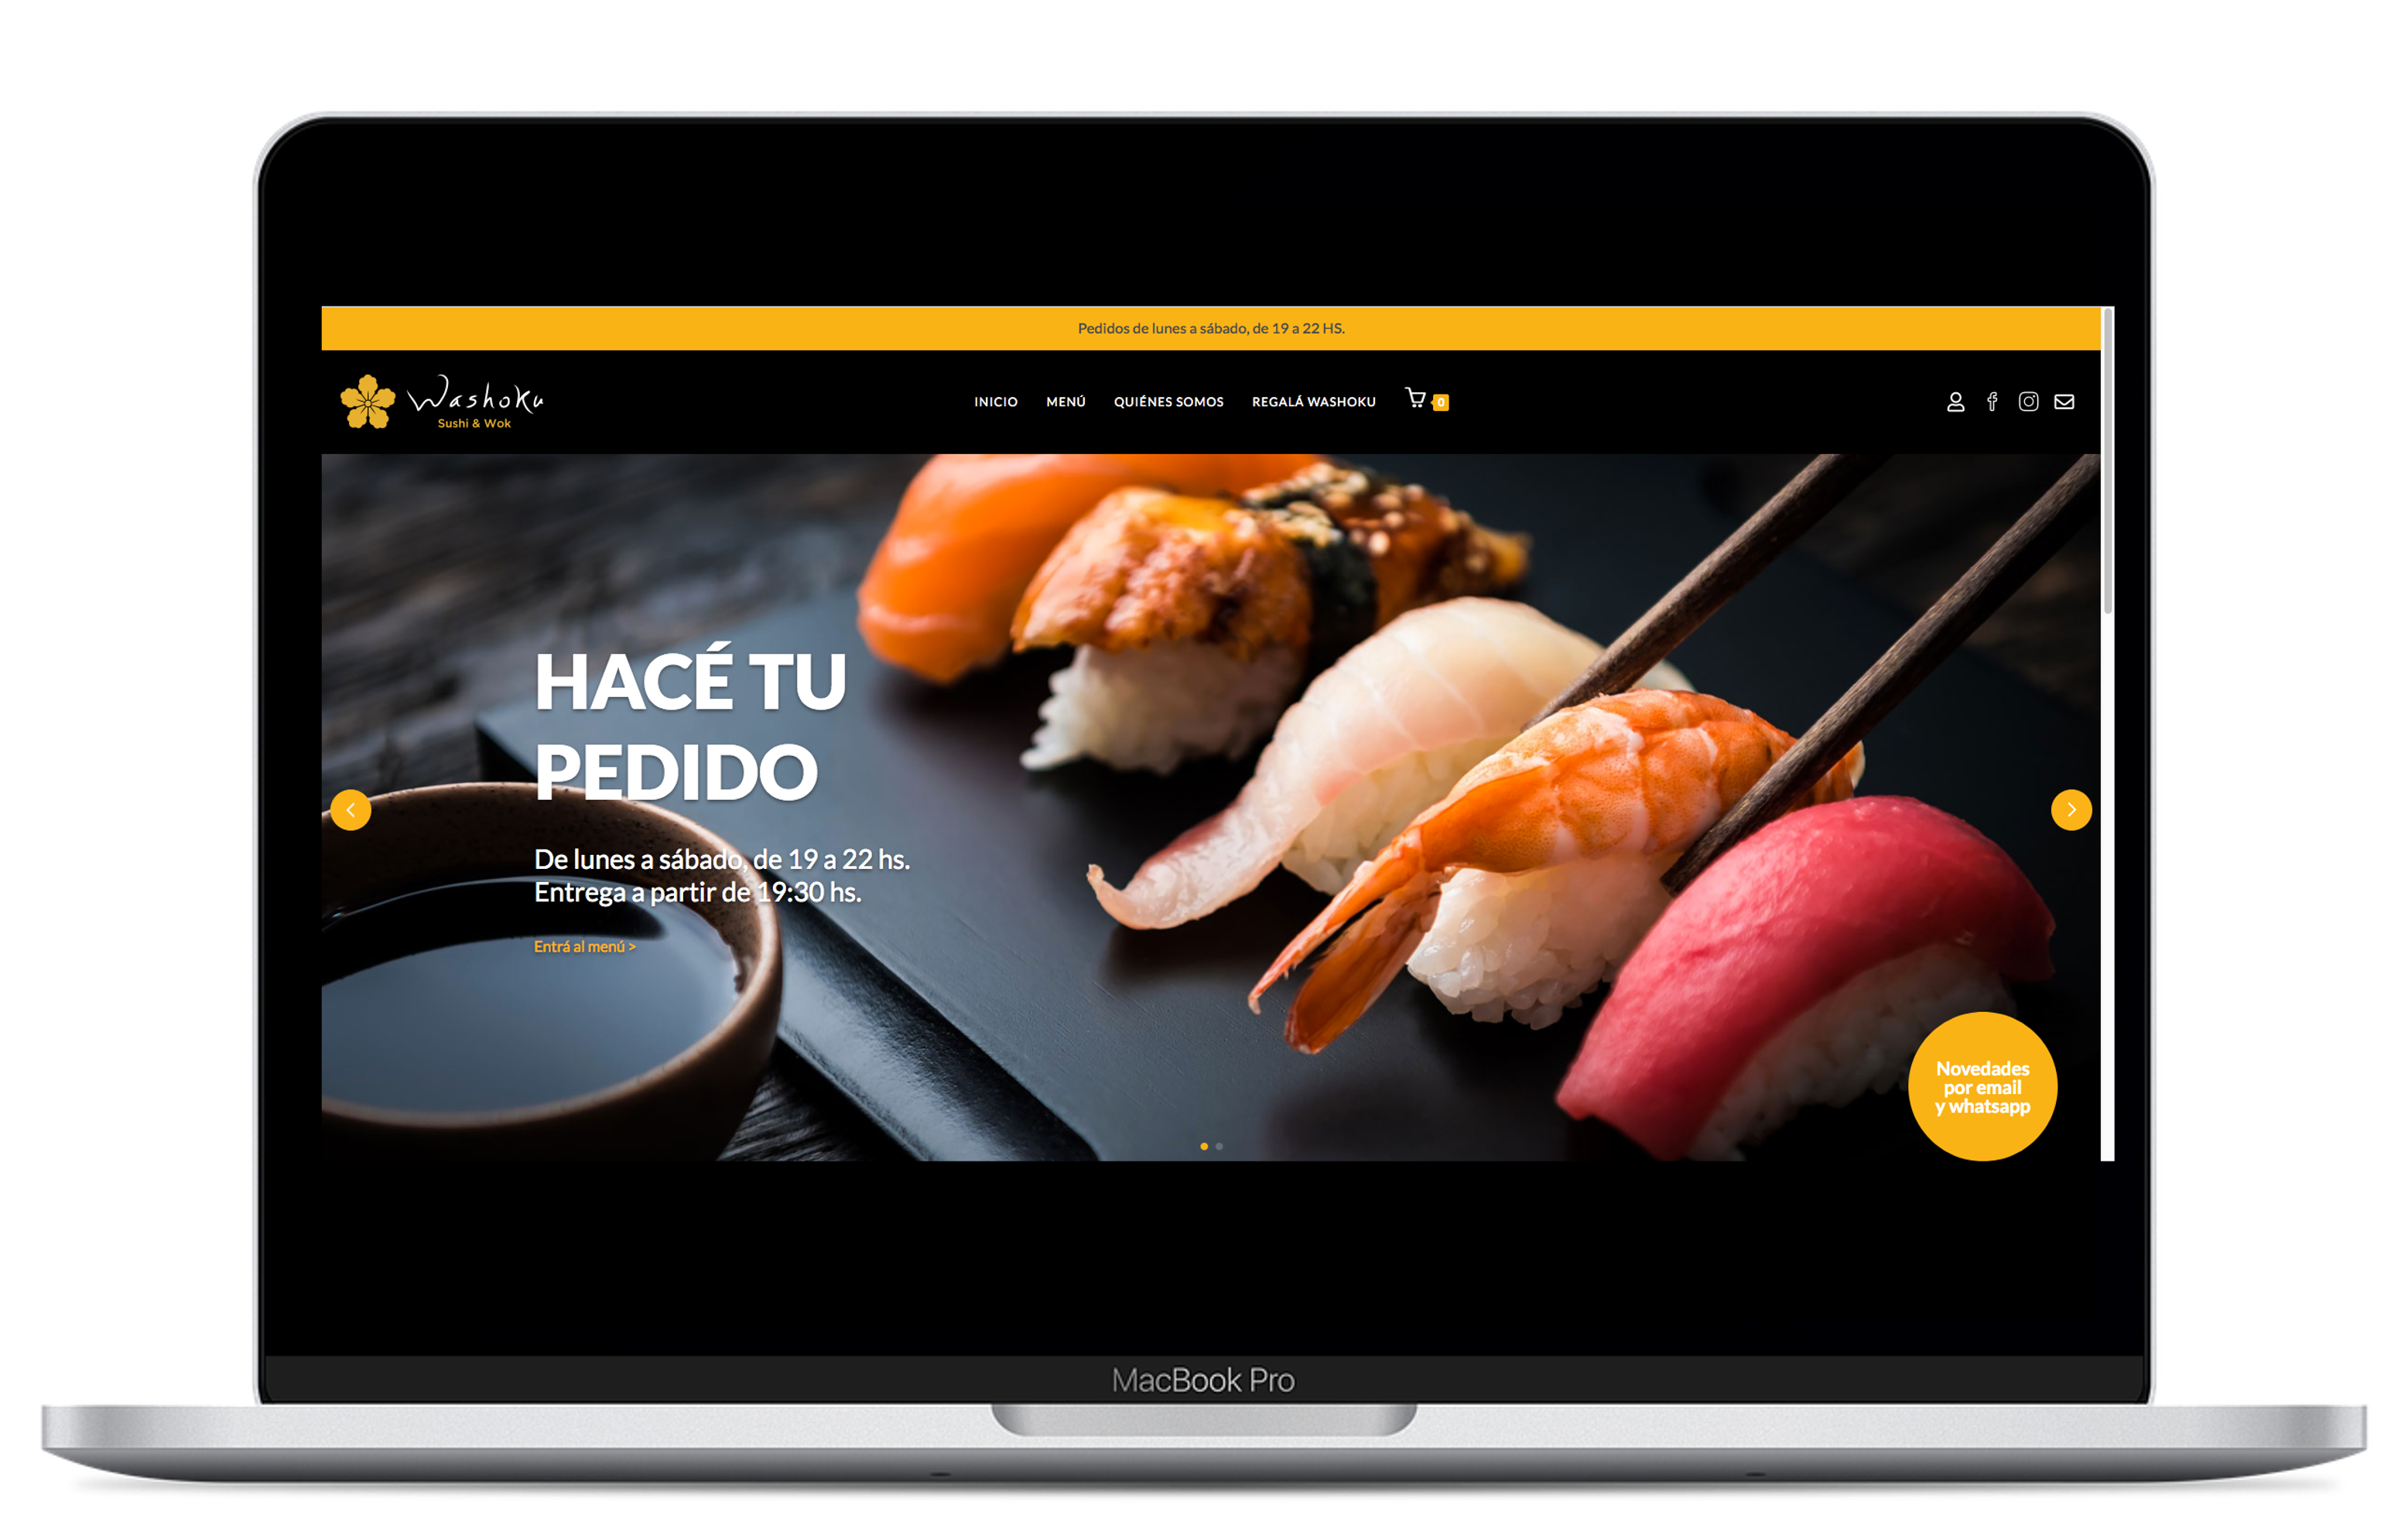 Pedidos de lunes a sábado, de 19 a 22 HS.
Washoku
Sushi & Wok
INICIO MENÚ QUIÉNES SOMOS REGALÁ WASHOKU 0
HACÉ TU
PEDIDO
De lunes a sábado, de 19 a 22 hs.
Entrega a partir de 19:30 hs.
Entrá al menú >
Novedades
por email
y whatsapp
MacBook Pro